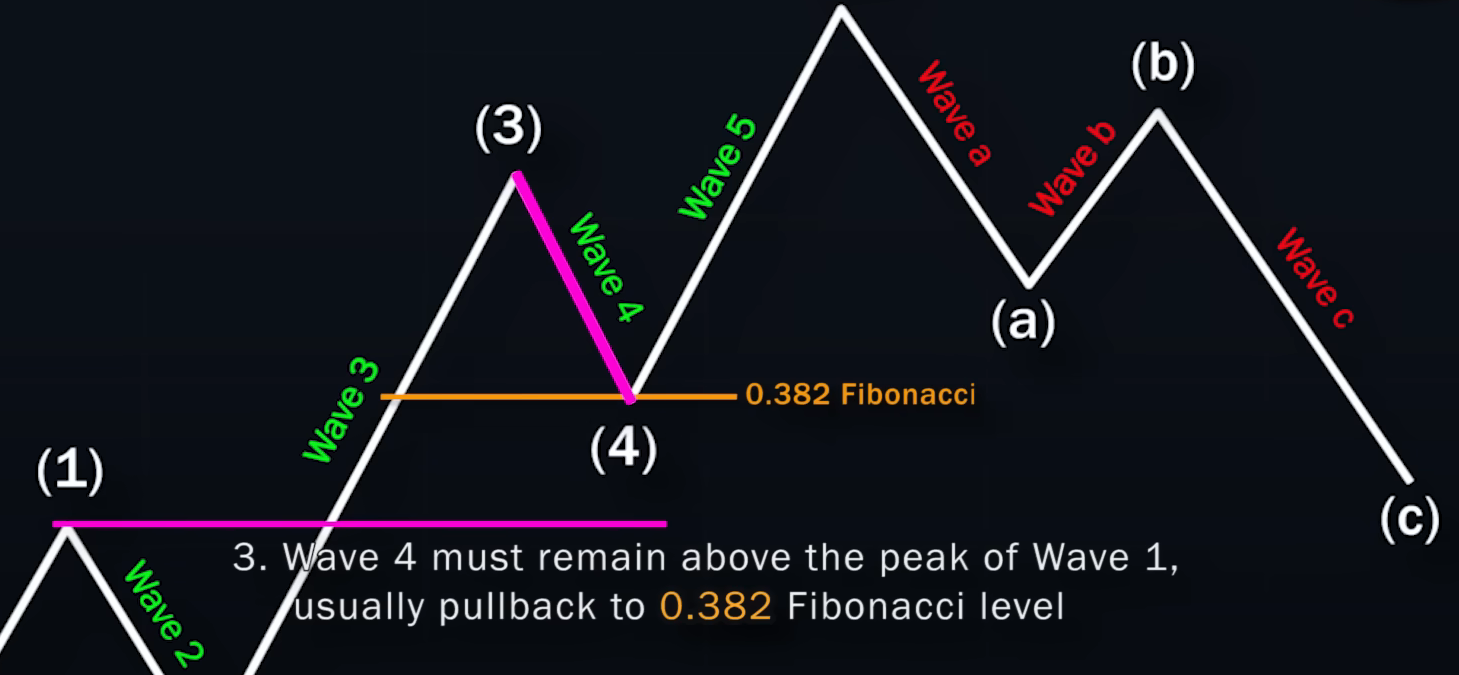 (b)
Wave a
(3)
Wave b
Wave 5
Wave 4
Wave c
(a)
Wave 3
0.382 Fibonacci
(4)
(1)
(c)
3. Wave 4 must remain above the peak of Wave 1,
usually pullback to 0.382 Fibonacci level
Wave 2